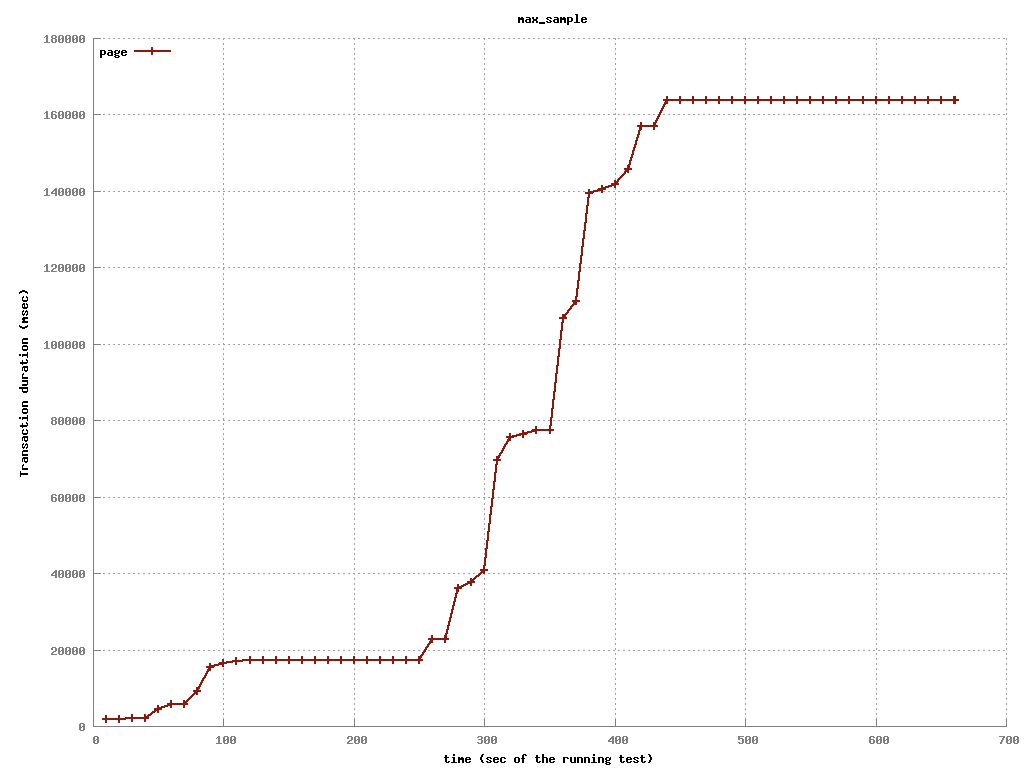 max_sample
180000
page
160000
140000
120000
100000
80000
60000
40000
20000
0
Transaction duration (msec)
0 100 200 300 400 500 600 700
time (sec of the running test)